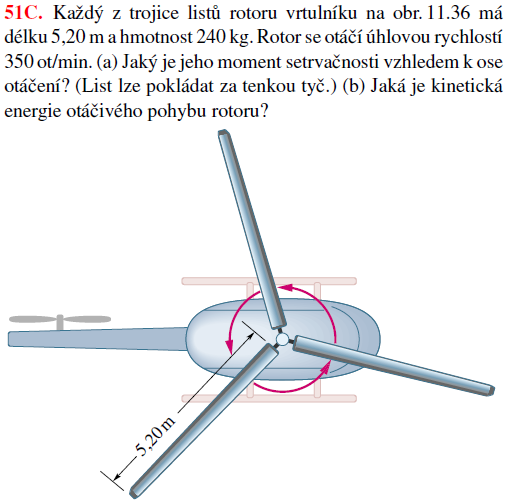 51C. Každý z trojice listů rotoru vrtulníku na obr. 11.36 má
délku 5,20 m a hmotnost 240 kg. Rotor se otáčí úhlovou rychlostí
350 ot/min. (a) Jaký je jeho moment setrvačnosti vzhledem k ose
otáčení? (List lze pokládat za tenkou tyč.) (b) Jaká je kinetická
energie otáčivého pohybu rotoru?
5,20 m